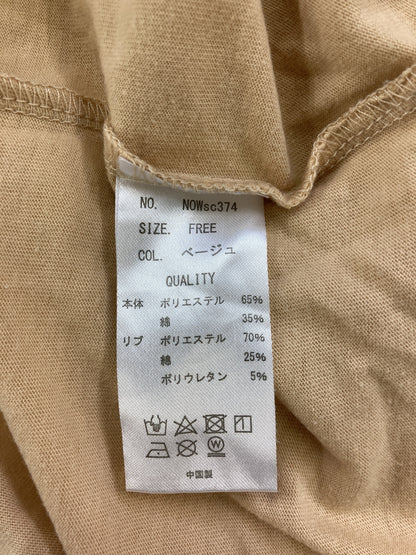 NO. NOWsc374
SIZE. FREE
COL. ベージュ
QUALITY
本体 ポリエステル 65%
綿 35%
リブ ポリエステル 70%
綿 25%
ポリウレタン 5%
中国製